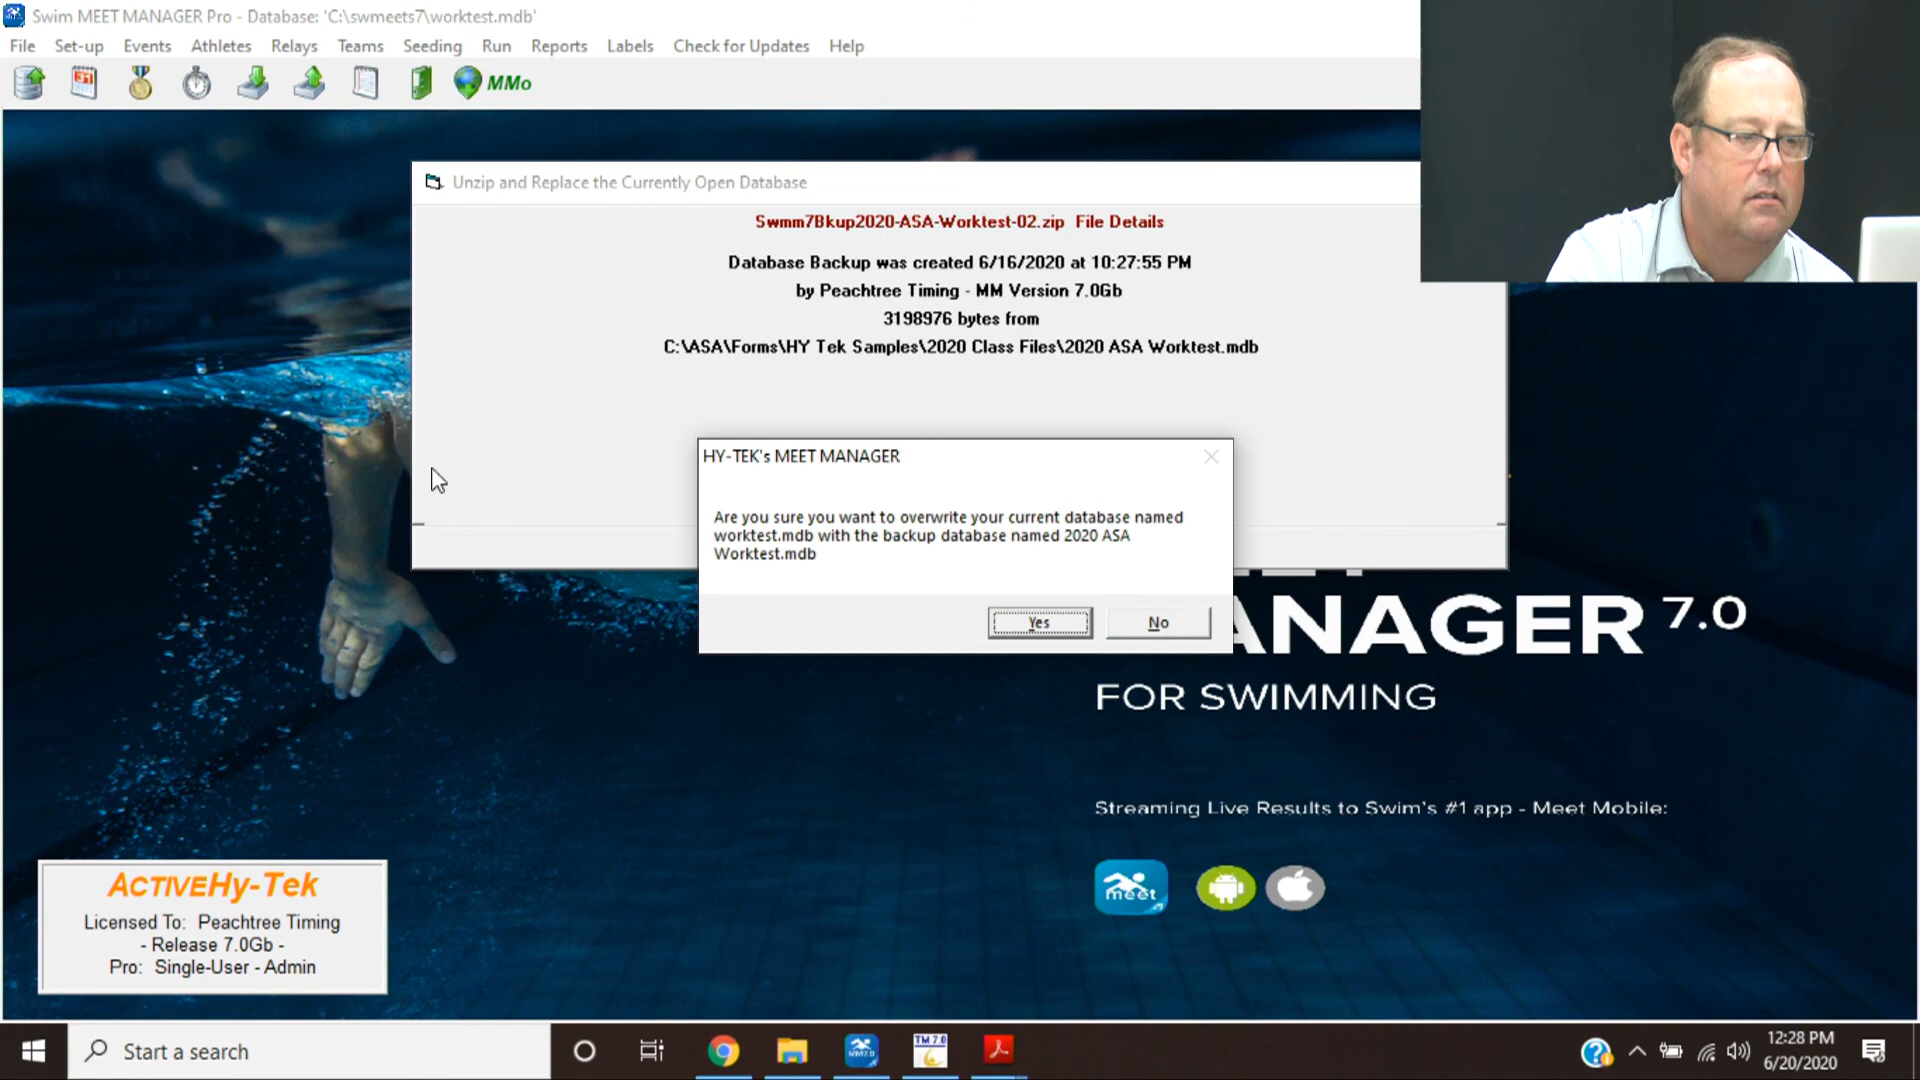 Swim MEET MANAGER Pro - Database: 'C:\swmeets7\worktest.mdb'
File Set-up Events Athletes Relays Teams Seeding Run Reports Labels Check for Updates Help
31
MMo
Unzip and Replace the Currently Open Database
Swmm7Bkup2020-ASA-Worktest-02.zip File Details
Database Backup was created 6/16/2020 at 10:27:55 PM
by Peachtree Timing - MM Version 7.0Gb
3198976 bytes from
C:\ASA\Forms\HY Tek Samples\2020 Class Files\2020 ASA Worktest.mdb
HY-TEK's MEET MANAGER
Are you sure you want to overwrite your current database named
worktest.mdb with the backup database named 2020 ASA
Worktest.mdb
Yes No
ANAGER 7.0
FOR SWIMMING
Streaming Live Results to Swim's #1 app - Meet Mobile:
meet
ACTIVEHy-Tek
Licensed To: Peachtree Timing
- Release 7.0Gb -
Pro: Single-User - Admin
Start a search
MM7.0
TM 7.0
12:28 PM
6/20/2020